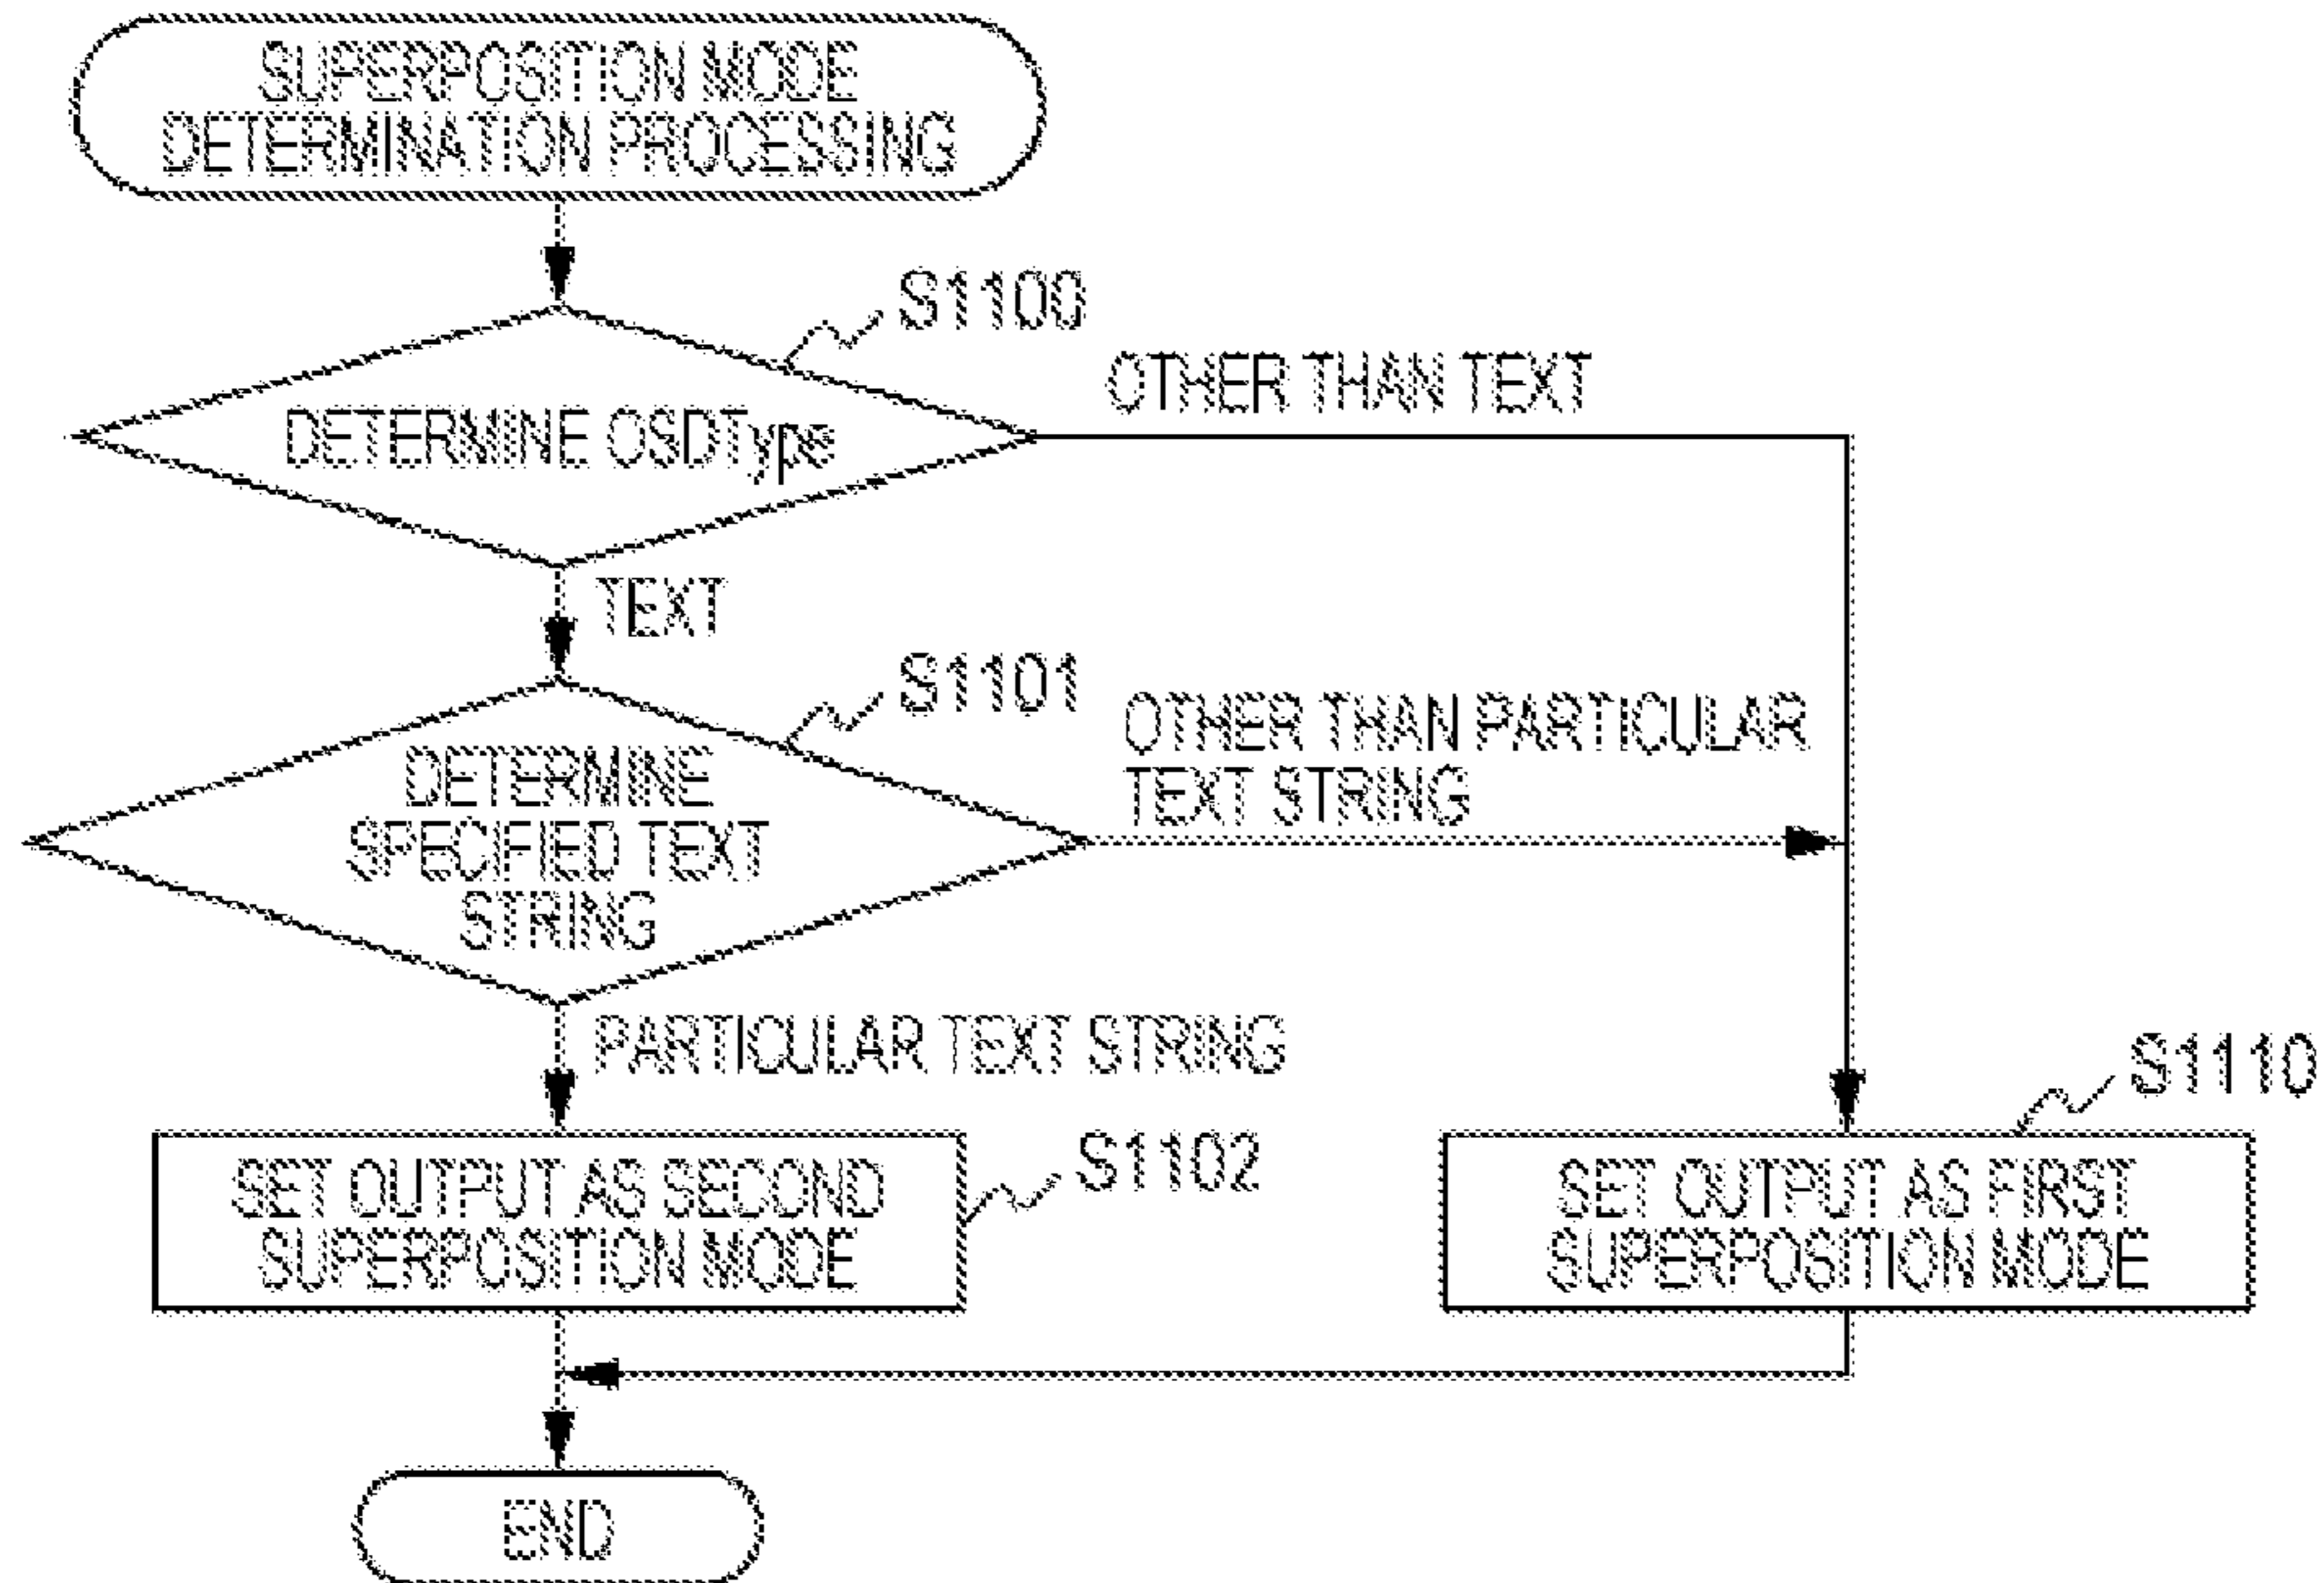 SUPERPOSITION MODE
DETERMINATION PROCESSING
S1100
OTHER THAN TEXT
DETERMINE OSDType
TEXT
S1101
OTHER THAN PARTICULAR
TEXT STRING
DETERMINE
SPECIFIED TEXT
STRING
PARTICULAR TEXT STRING
S1110
S1102
SET OUTPUT AS SECOND
SUPERPOSITION MODE
SET OUTPUT AS FIRST
SUPERPOSITION MODE
END